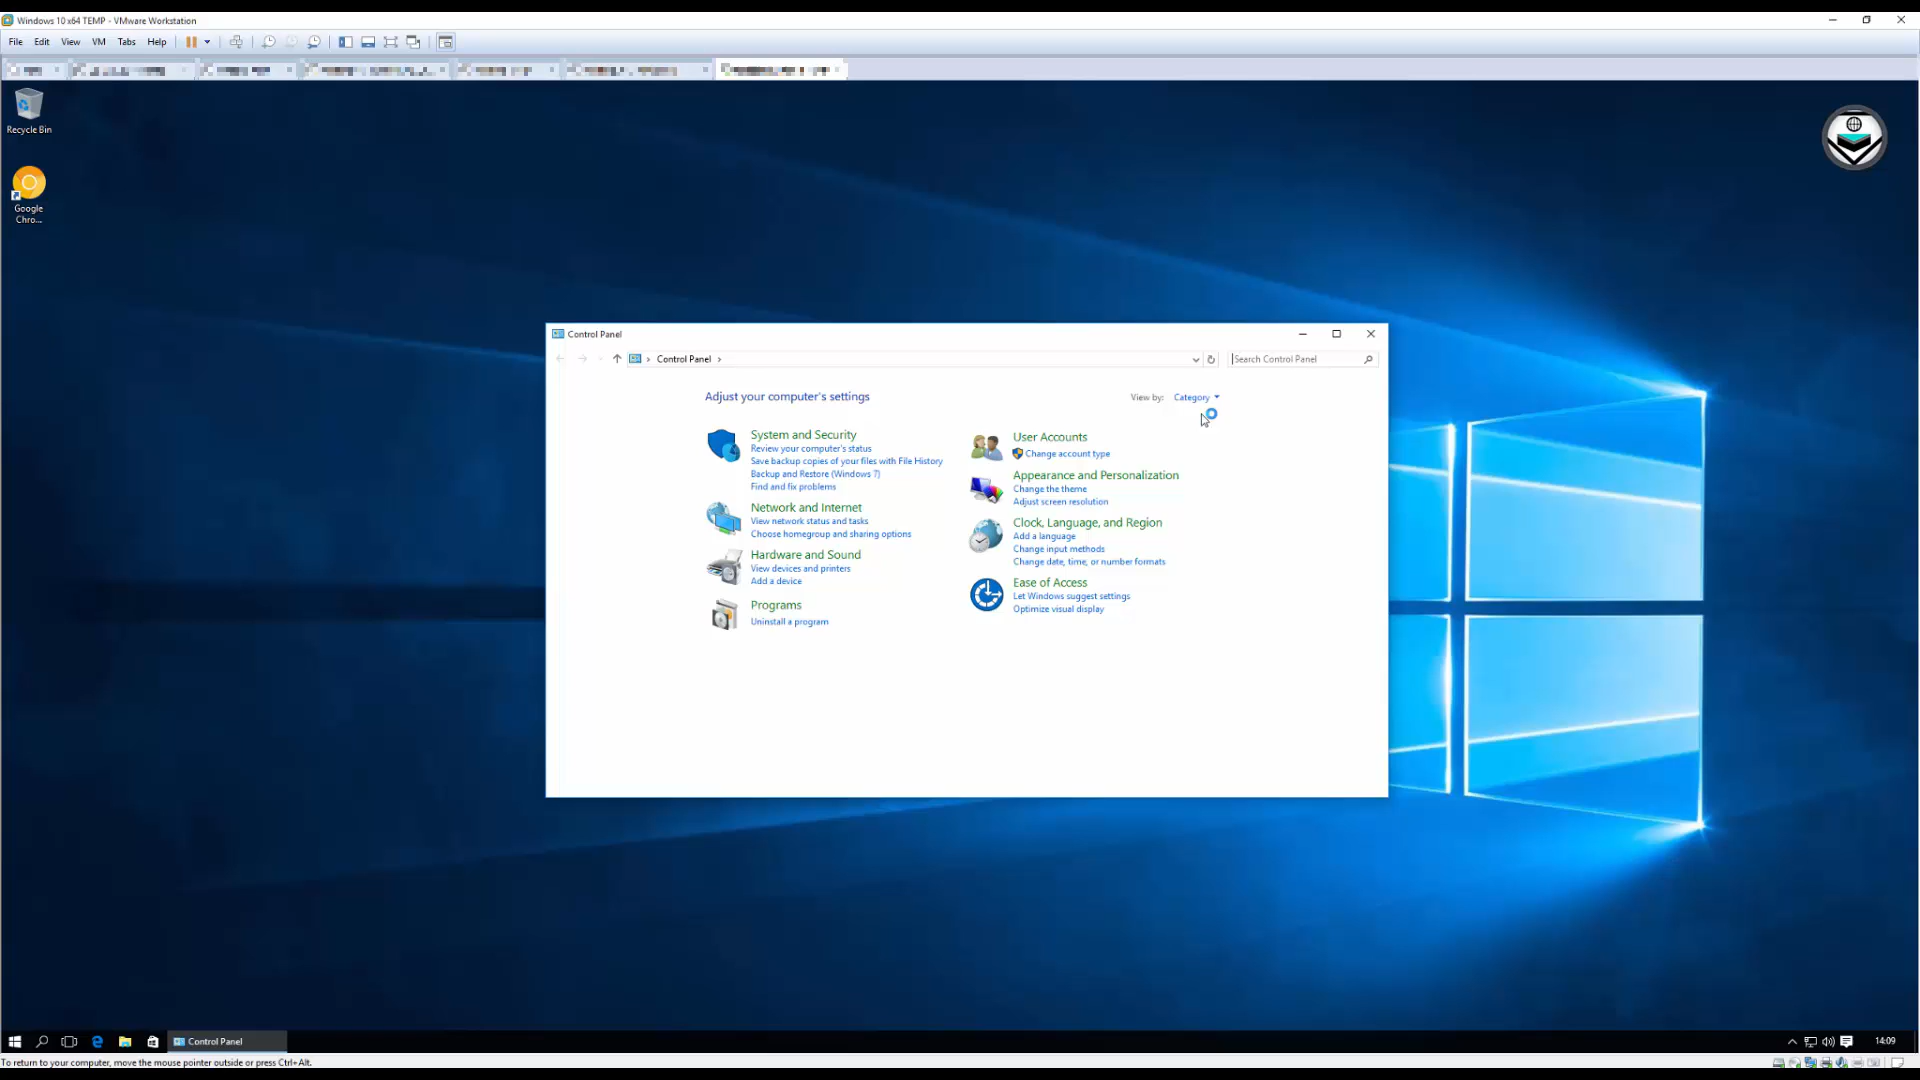 Windows 10 x64 TEMP - VMware Workstation
File Edit View VM Tabs Help
Recycle Bin
Google
Chro...
Control Panel
Control Panel
Search Control Panel
Adjust your computer's settings
View by: Category
System and Security
Review your computer's status
Save backup copies of your files with File History
Backup and Restore (Windows 7)
Find and fix problems
Network and Internet
View network status and tasks
Choose homegroup and sharing options
Hardware and Sound
View devices and printers
Add a device
Programs
Uninstall a program
User Accounts
Change account type
Appearance and Personalization
Change the theme
Adjust screen resolution
Clock, Language, and Region
Add a language
Change input methods
Change date, time, or number formats
Ease of Access
Let Windows suggest settings
Optimize visual display
Control Panel
14:09
To return to your computer, move the mouse pointer outside or press Ctrl+Alt.